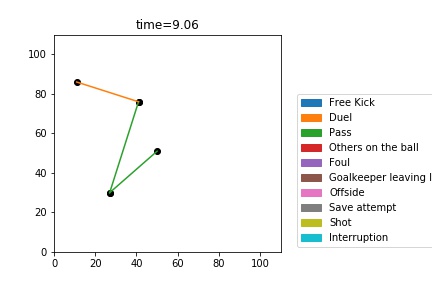 time=9.06
100
80
60
40
20
0
0 20 40 60 80 100
Free Kick
Duel
Pass
Others on the ball
Foul
Goalkeeper leaving l
Offside
Save attempt
Shot
Interruption